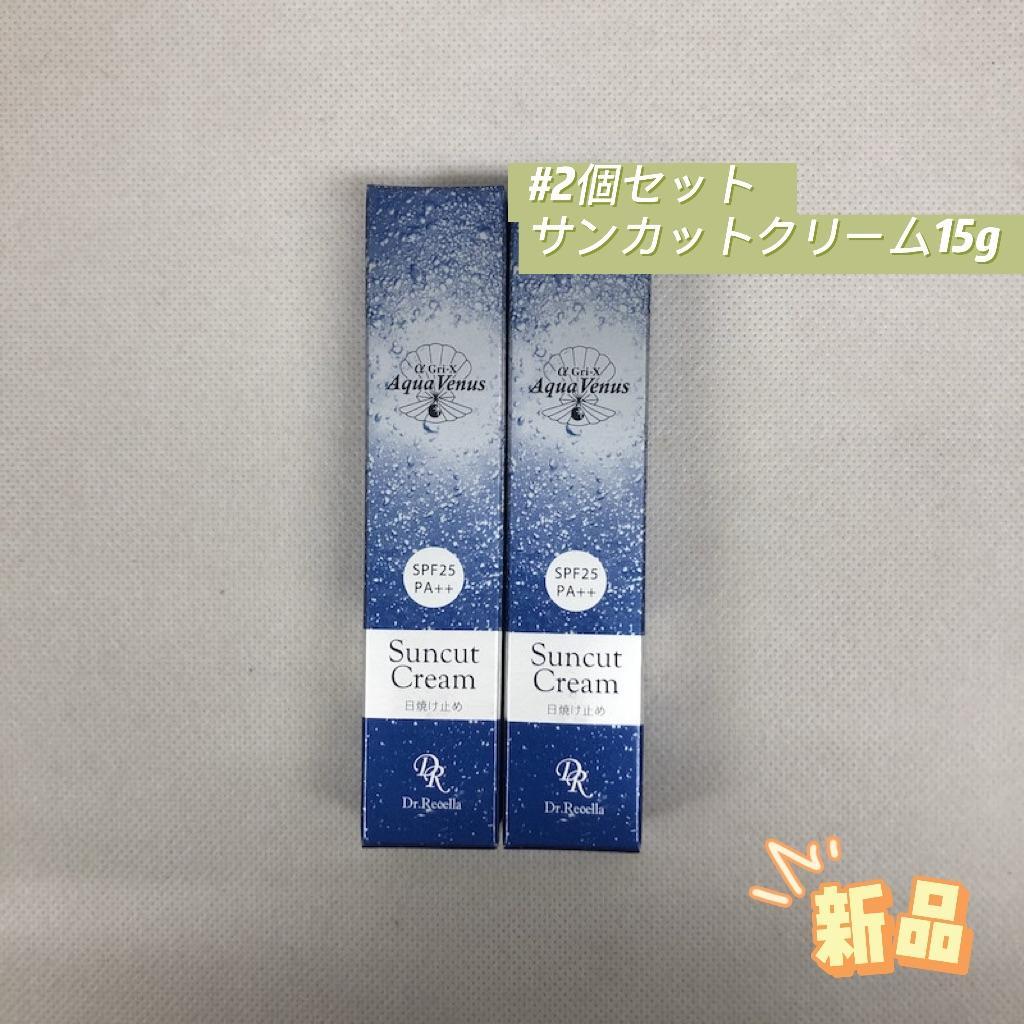 #2個セット
サンカットクリーム15g
α Gri-X
Aqua Venus
SPF25
PA++
Suncut
Cream
日焼け止め
DR
Dr.Recella
α Gri-X
Aqua Venus
SPF25
PA++
Suncut
Cream
日焼け止め
DR
Dr.Recella
新品